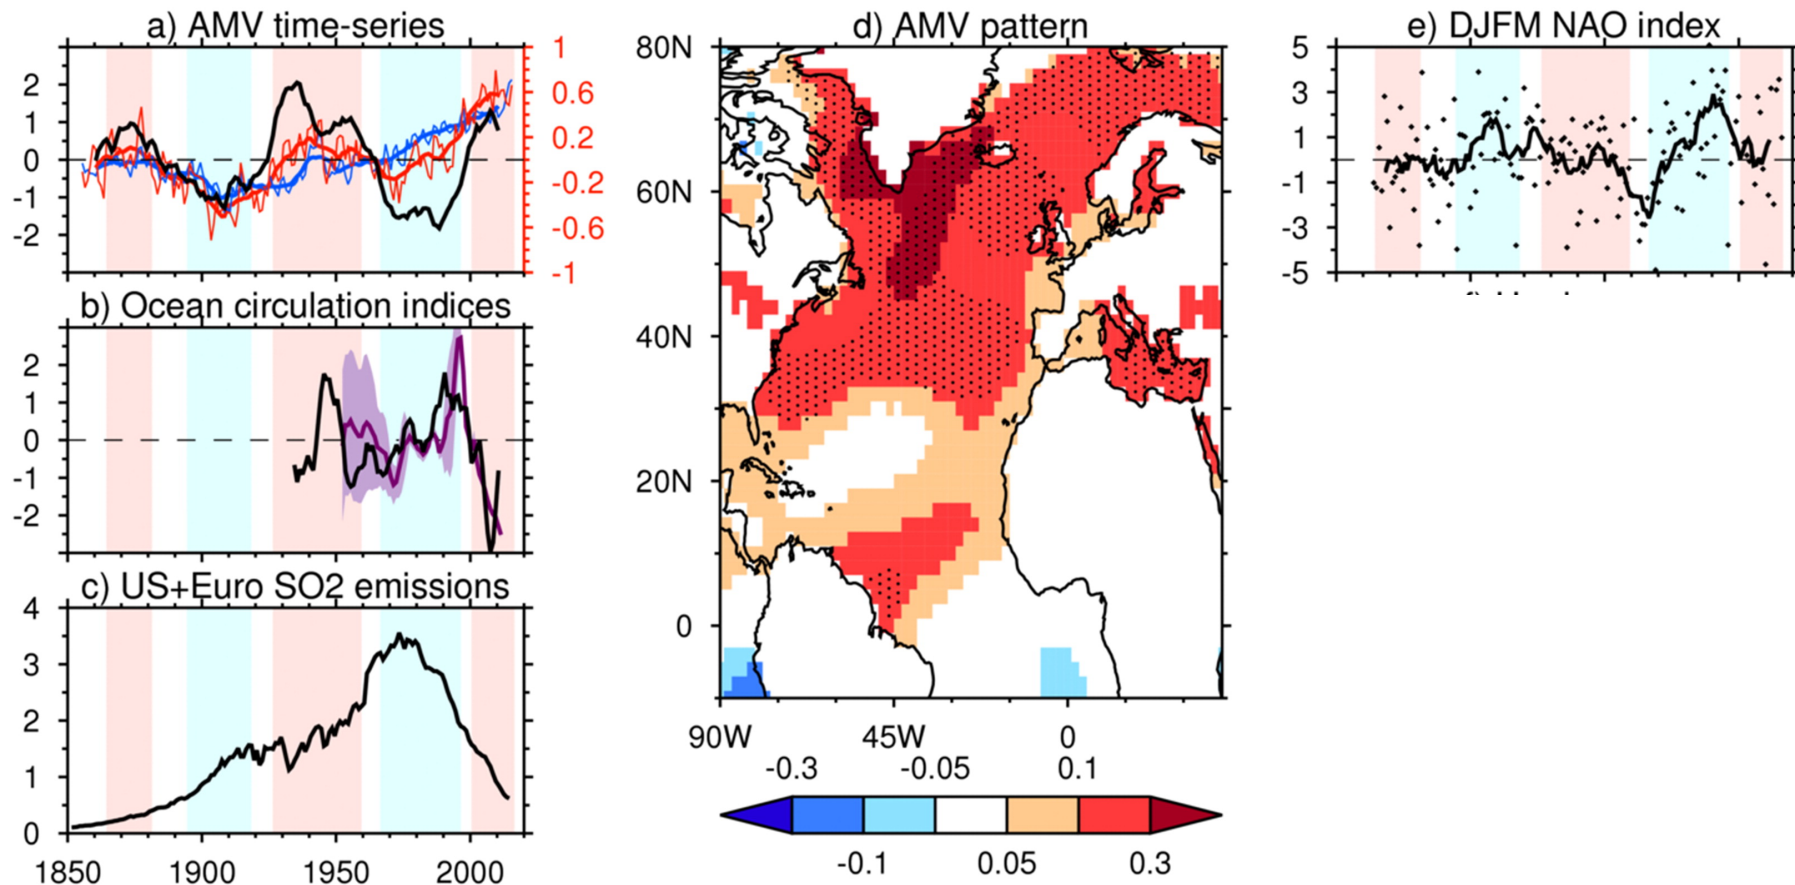 a) AMV time-series
2
1
0
-1
-2
1
0.6
0.2
-0.2
-0.6
-1
b) Ocean circulation indices
2
1
0
-1
-2
c) US+Euro SO2 emissions
4
3
2
1
0
1850 1900 1950 2000
d) AMV pattern
80N
60N
40N
20N
0
90W 45W 0
-0.3 -0.05 0.1
-0.1 0.05 0.3
e) DJFM NAO index
5
3
1
-1
-3
-5